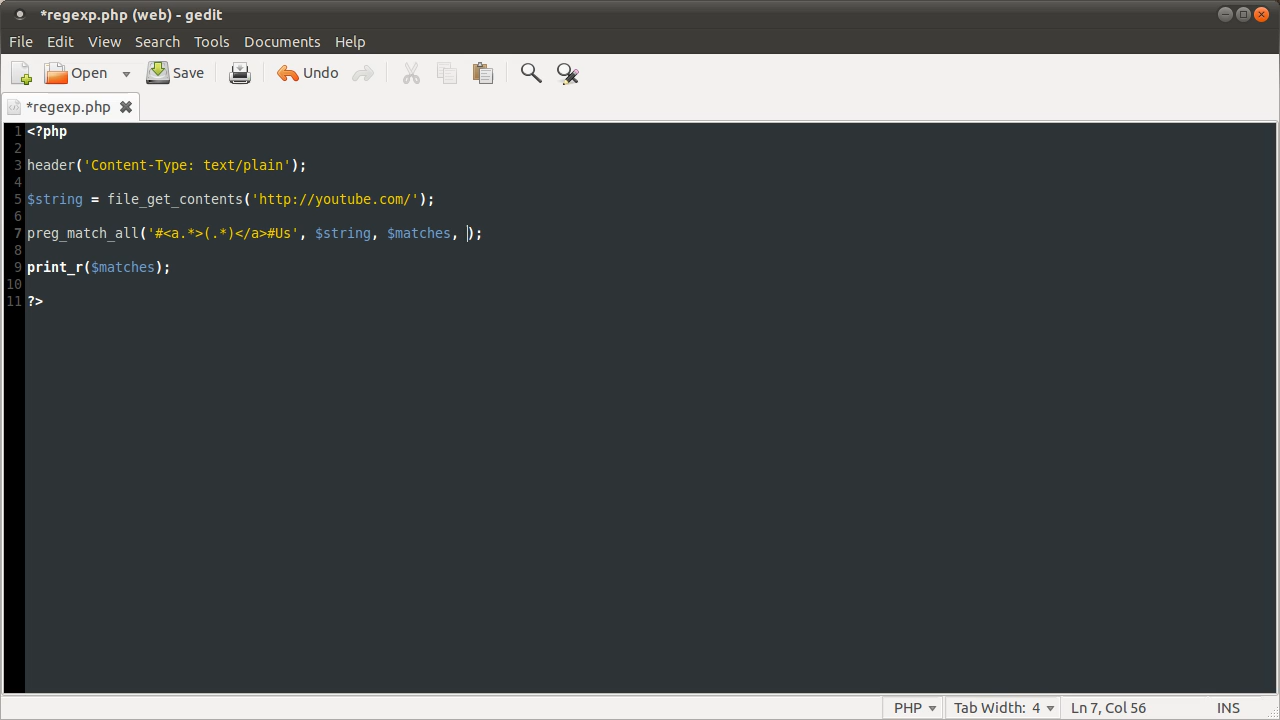 *regexp.php (web) - gedit
File Edit View Search Tools Documents Help
Open Save Undo
*regexp.php
1 <?php
2
3 header('Content-Type: text/plain');
4
5 $string = file_get_contents('http://youtube.com/');
6
7 preg_match_all('#<a.*>(.*)</a>#Us', $string, $matches, );
8
9 print_r($matches);
10
11 ?>
PHP Tab Width: 4 Ln 7, Col 56 INS